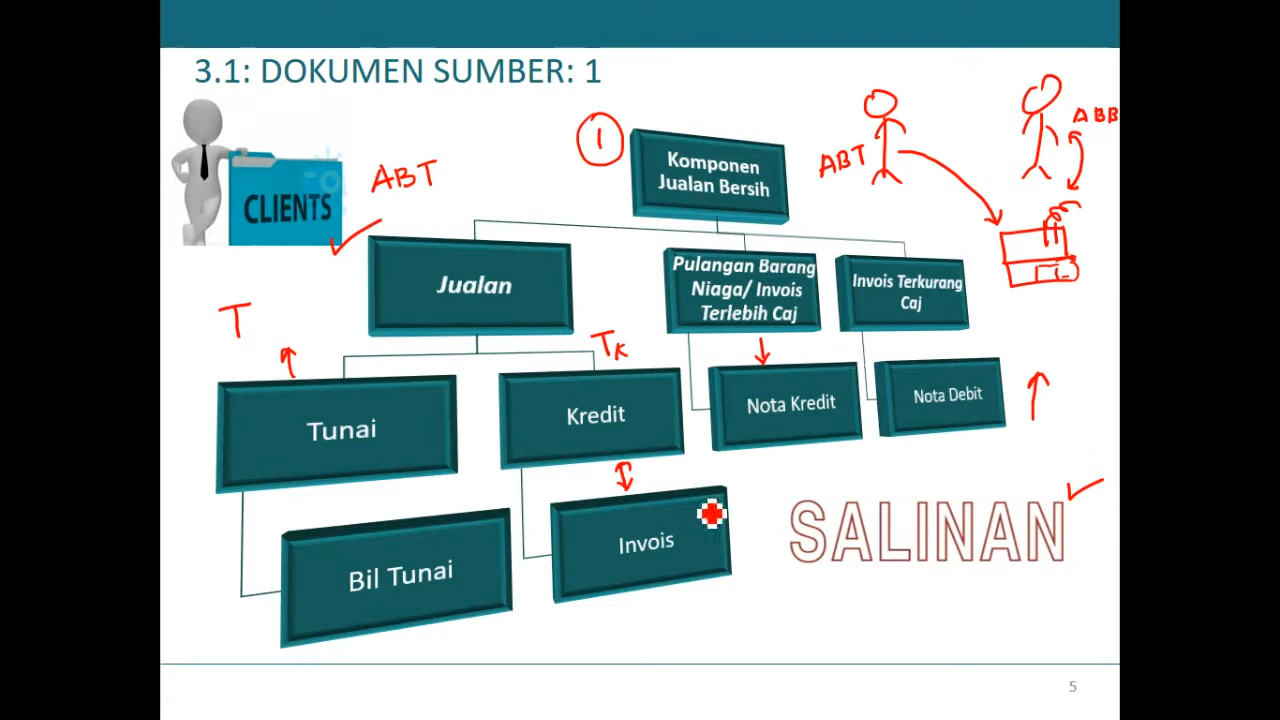 3.1: DOKUMEN SUMBER: 1
CLIENTS
ABT
1
Komponen
Jualan Bersih
ABT
ABB
Jualan
Pulangan Barang
Niaga/ Invois
Terlebih Caj
Invois Terkurang
Caj
T
TK
Tunai
Kredit
Nota Kredit
Nota Debit
Bil Tunai
Invois
SALINAN
5